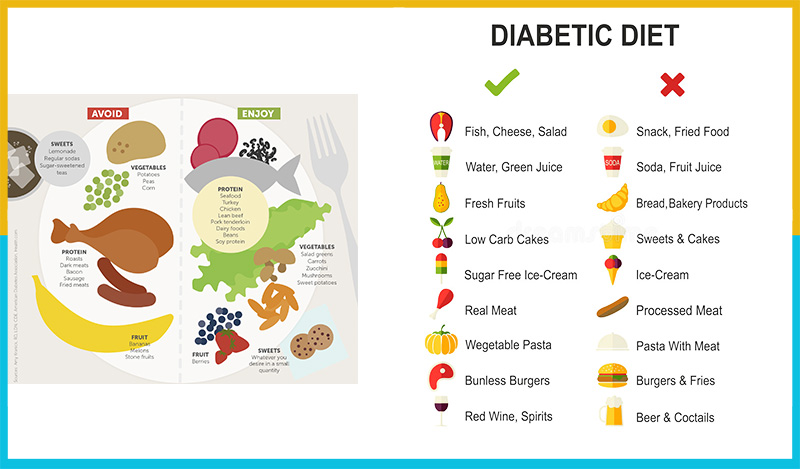 DIABETIC DIET
AVOID
ENJOY
SWEETS
Lemonade
Regular sodas
Sugar-sweetened
teas
VEGETABLES
Potatoes
Peas
Corn
PROTEIN
Roasts
Dark meats
Bacon
Sausage
Fried meats
FRUIT
Bananas
Melons
Stone fruits
PROTEIN
Seafood
Turkey
Chicken
Lean beef
Pork tenderloin
Dairy foods
Beans
Soy protein
VEGETABLES
Salad greens
Carrots
Zucchini
Mushrooms
Sweet potatoes
FRUIT
Berries
SWEETS
Whatever you
desire in a small
quantity
Fish, Cheese, Salad
WATER
Water, Green Juice
Fresh Fruits
Low Carb Cakes
Sugar Free Ice-Cream
Real Meat
Wegetable Pasta
Bunless Burgers
Red Wine, Spirits
Snack, Fried Food
SODA
Soda, Fruit Juice
Bread,Bakery Products
Sweets & Cakes
Ice-Cream
Processed Meat
Pasta With Meat
Burgers & Fries
Beer & Coctails